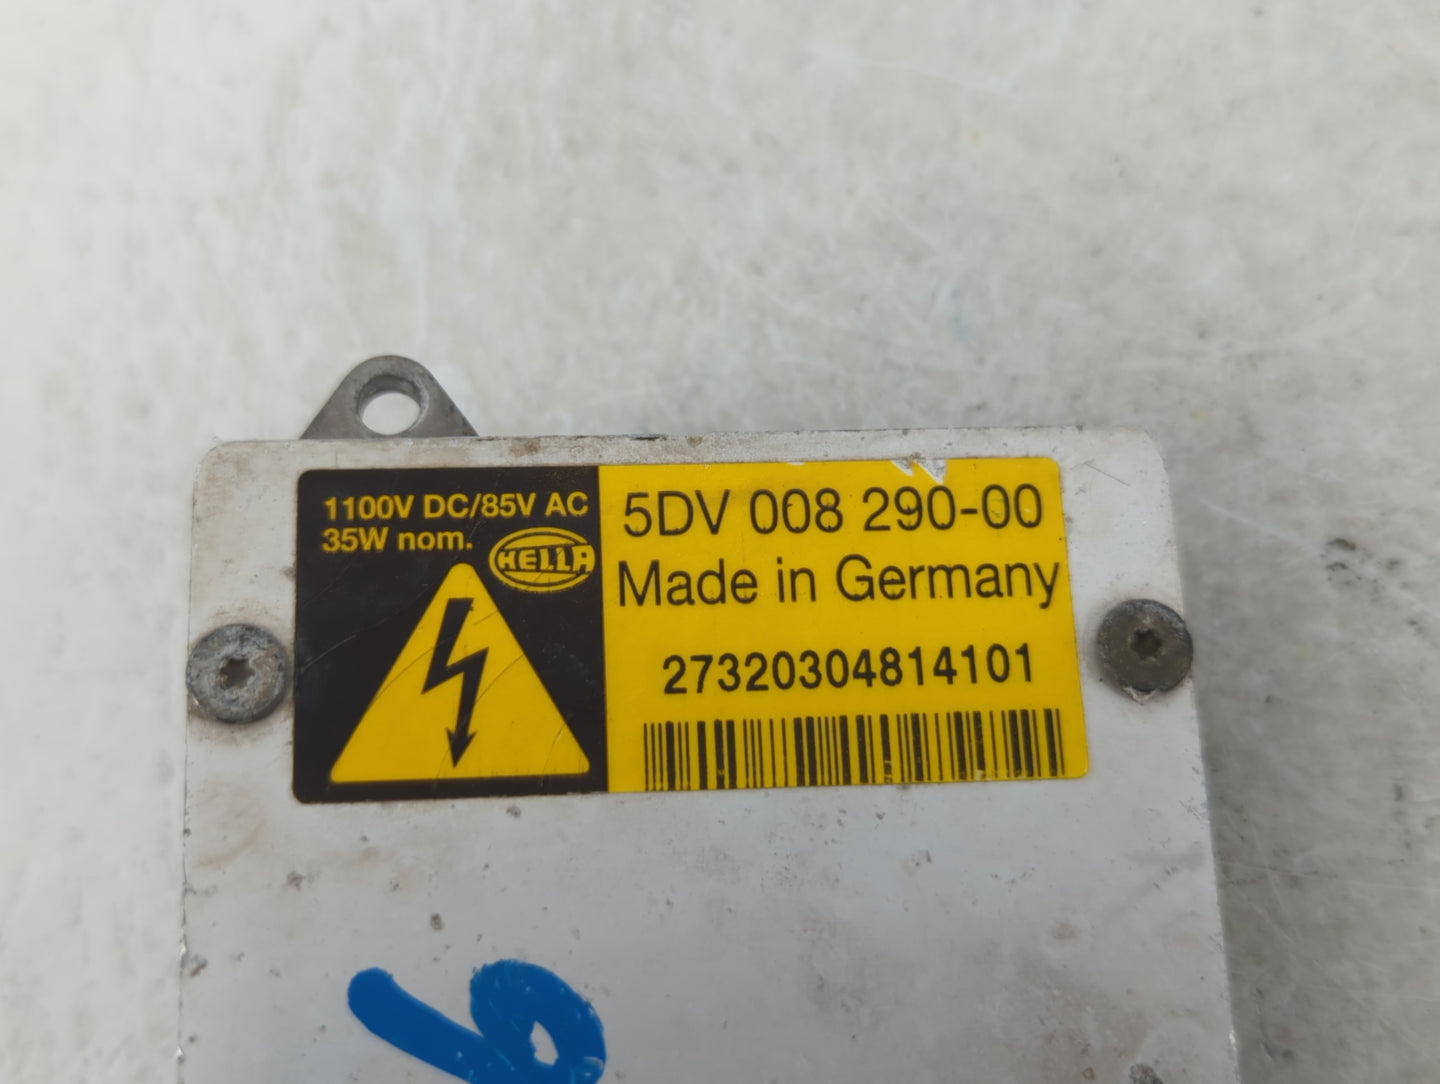 1100V DC/85V AC
35W nom.
HELLA
5DV 008 290-00
Made in Germany
27320304814101